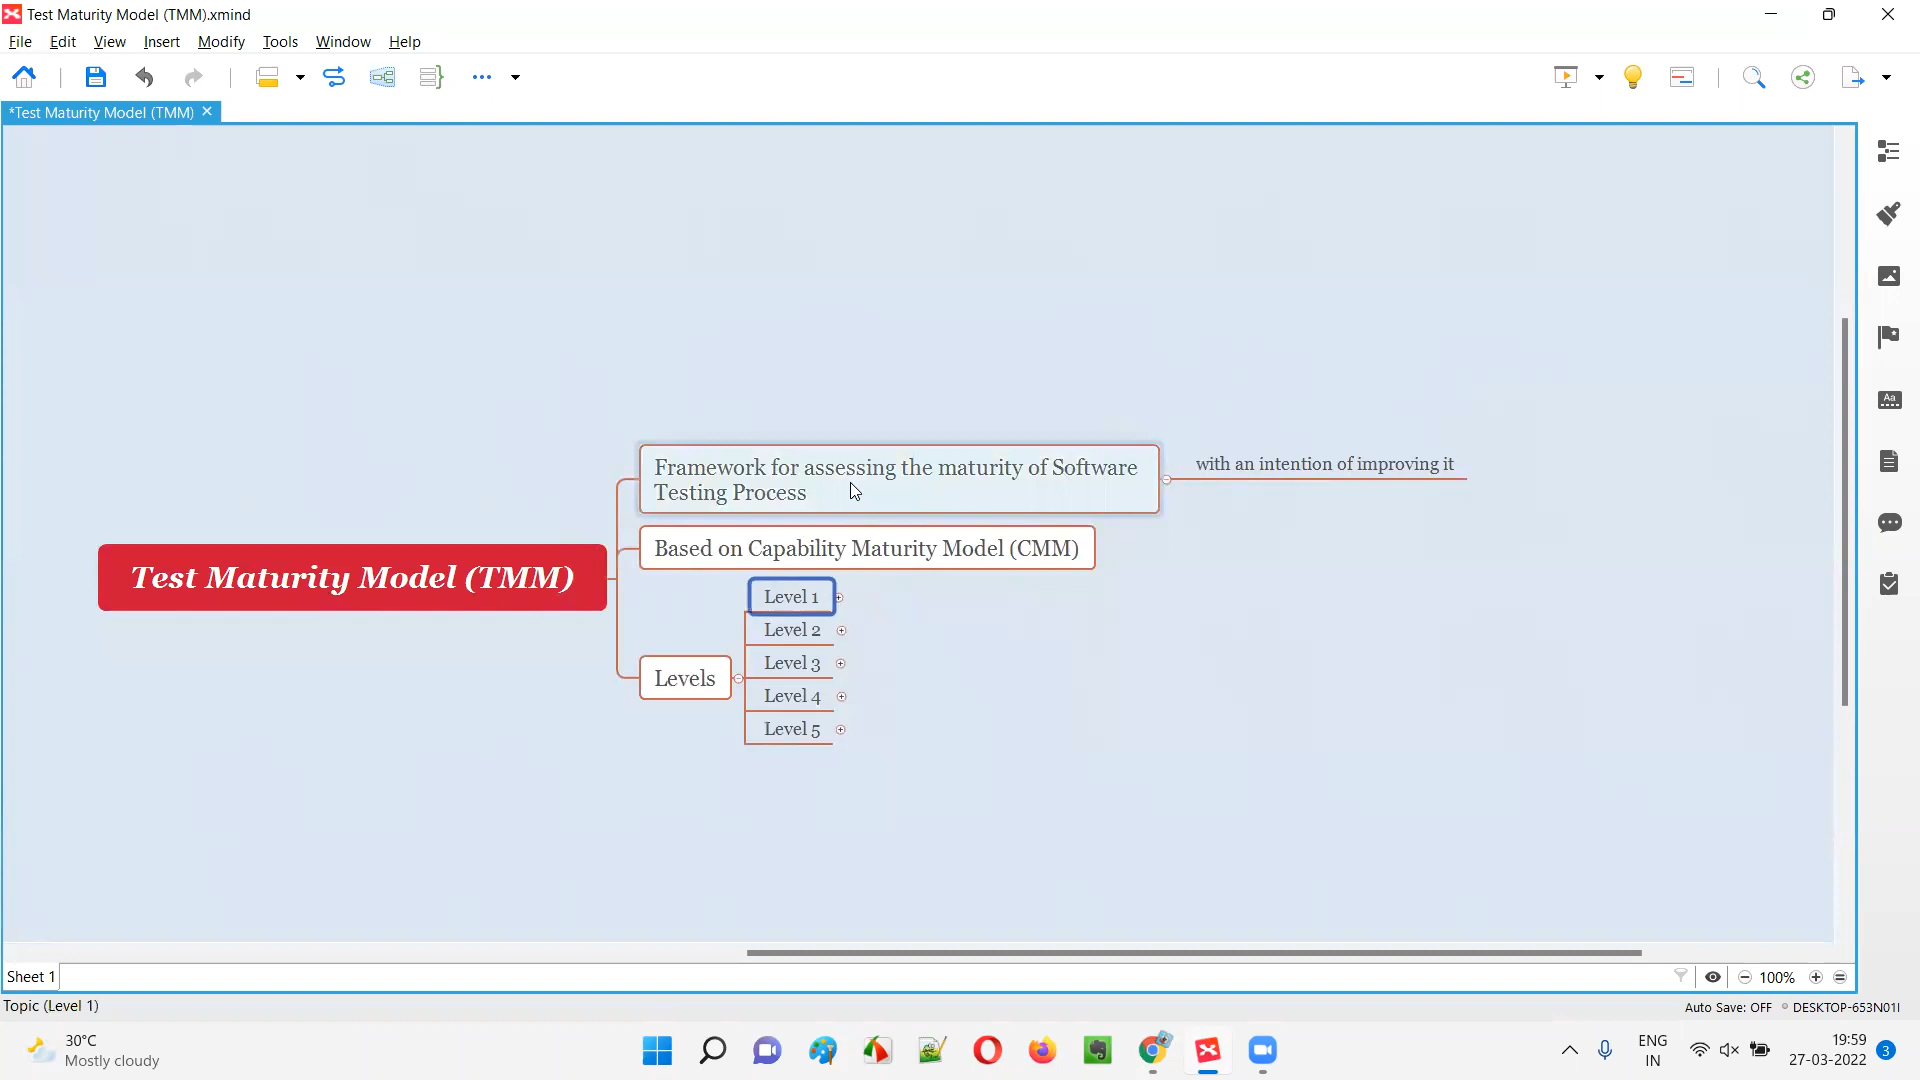 Test Maturity Model (TMM).xmind
File Edit View Insert Modify Tools Window Help
*Test Maturity Model (TMM)
Framework for assessing the maturity of Software
Testing Process
with an intention of improving it
Based on Capability Maturity Model (CMM)
Test Maturity Model (TMM)
Level 1
Level 2
Level 3
Level 4
Level 5
Levels
Aa
Sheet 1
100%
Topic (Level 1)
Auto Save: OFF
DESKTOP-653N01I
30°C
Mostly cloudy
ENG
IN
19:59
27-03-2022
3